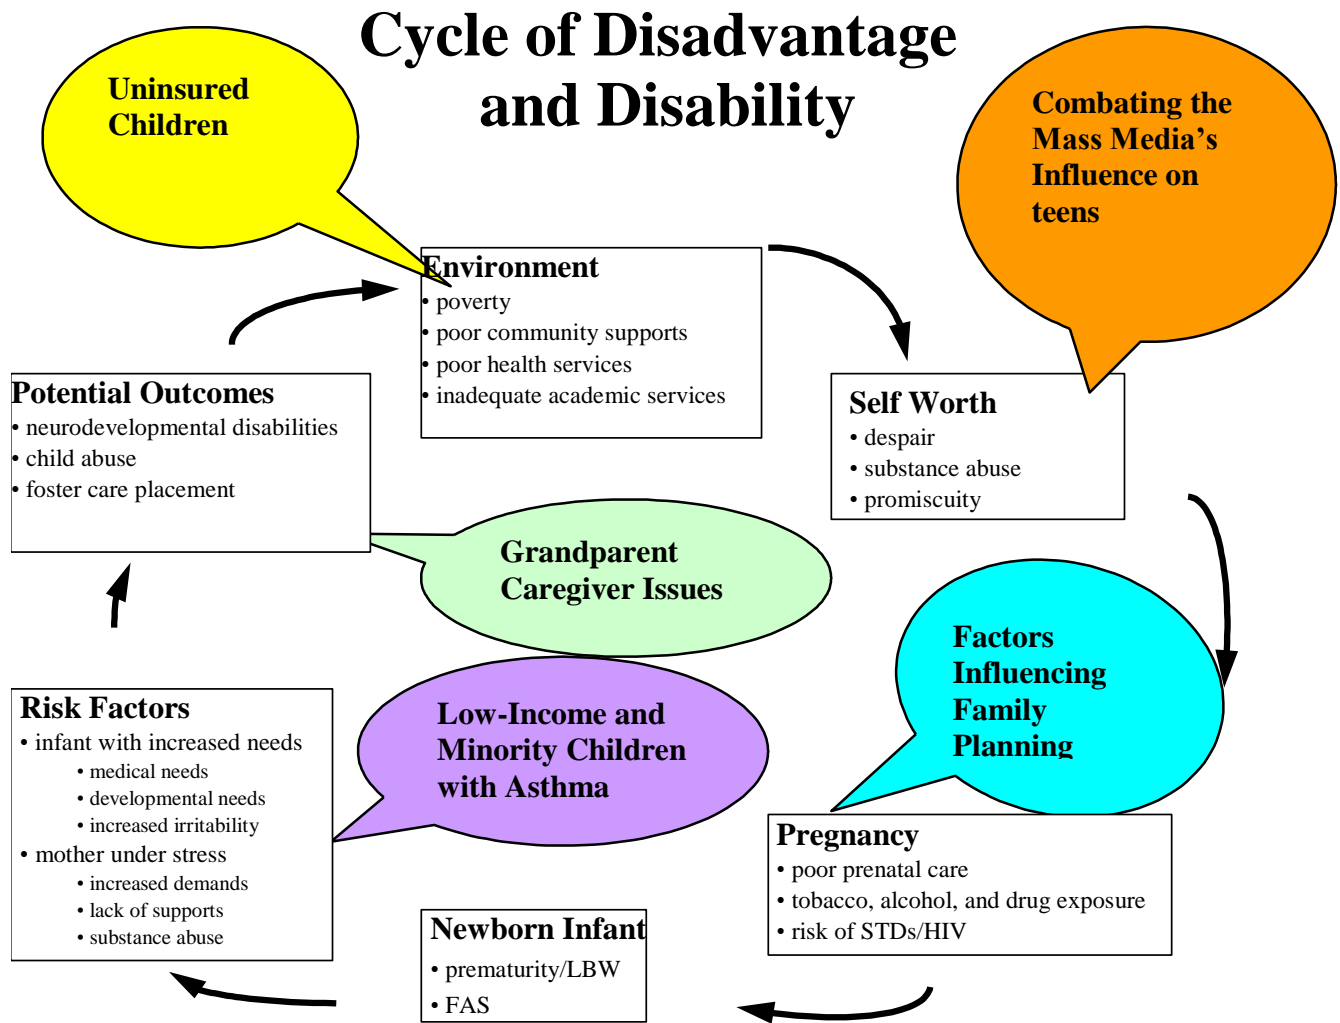 Cycle of Disadvantage
and Disability
Uninsured
Children
Combating the
Mass Media’s
Influence on
teens
Environment
• poverty
• poor community supports
• poor health services
• inadequate academic services
Self Worth
• despair
• substance abuse
• promiscuity
Potential Outcomes
• neurodevelopmental disabilities
• child abuse
• foster care placement
Grandparent
Caregiver Issues
Factors
Influencing
Family
Planning
Low-Income and
Minority Children
with Asthma
Risk Factors
• infant with increased needs
• medical needs
• developmental needs
• increased irritability
• mother under stress
• increased demands
• lack of supports
• substance abuse
Pregnancy
• poor prenatal care
• tobacco, alcohol, and drug exposure
• risk of STDs/HIV
Newborn Infant
• prematurity/LBW
• FAS